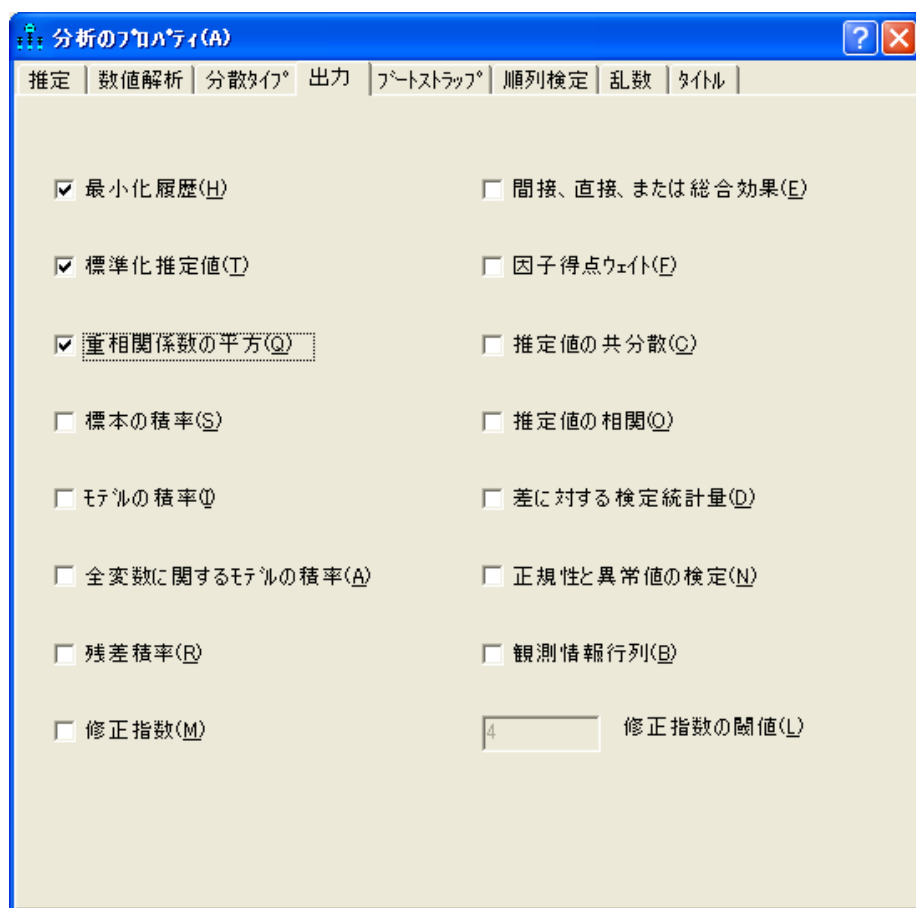 分析のﾌﾟﾛﾊﾟﾃｨ(A)
推定 数値解析 分散ﾀｲﾌﾟ 出力 ﾌﾞｰﾄｽﾄﾗｯﾌﾟ 順列検定 乱数 ﾀｲﾄﾙ
最小化履歴(H)
間接、直接、または総合効果(E)
標準化推定値(T)
因子得点ｳｪｲﾄ(F)
重相関係数の平方(Q)
推定値の共分散(C)
標本の積率(S)
推定値の相関(O)
ﾓﾃﾞﾙの積率(I)
差に対する検定統計量(D)
全変数に関するﾓﾃﾞﾙの積率(A)
正規性と異常値の検定(N)
残差積率(R)
観測情報行列(B)
修正指数(M)
4 修正指数の閾値(L)